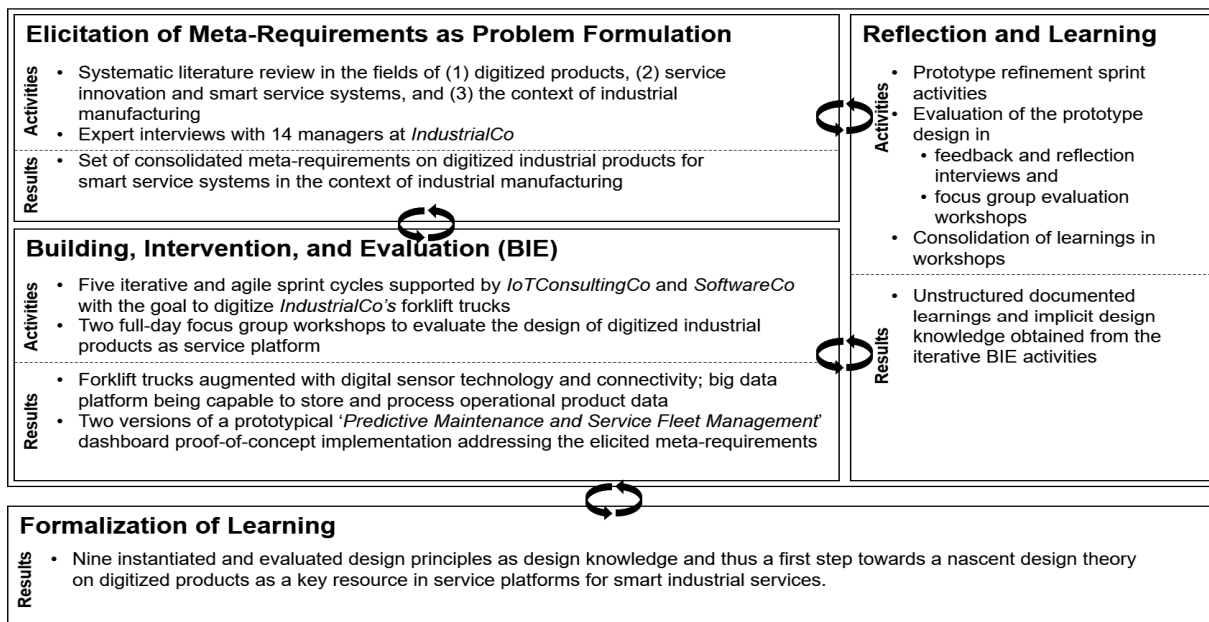 Elicitation of Meta-Requirements as Problem Formulation
Activities
• Systematic literature review in the fields of (1) digitized products, (2) service
innovation and smart service systems, and (3) the context of industrial
manufacturing
• Expert interviews with 14 managers at IndustrialCo
Results
• Set of consolidated meta-requirements on digitized industrial products for
smart service systems in the context of industrial manufacturing
Building, Intervention, and Evaluation (BIE)
Activities
• Five iterative and agile sprint cycles supported by IoTConsultingCo and SoftwareCo
with the goal to digitize IndustrialCo's forklift trucks
• Two full-day focus group workshops to evaluate the design of digitized industrial
products as service platform
Results
• Forklift trucks augmented with digital sensor technology and connectivity; big data
platform being capable to store and process operational product data
• Two versions of a prototypical 'Predictive Maintenance and Service Fleet Management'
dashboard proof-of-concept implementation addressing the elicited meta-requirements
Reflection and Learning
Activities
• Prototype refinement sprint
activities
• Evaluation of the prototype
design in
• feedback and reflection
interviews and
• focus group evaluation
workshops
• Consolidation of learnings in
workshops
Results
• Unstructured documented
learnings and implicit design
knowledge obtained from the
iterative BIE activities
Formalization of Learning
Results
• Nine instantiated and evaluated design principles as design knowledge and thus a first step towards a nascent design theory
on digitized products as a key resource in service platforms for smart industrial services.